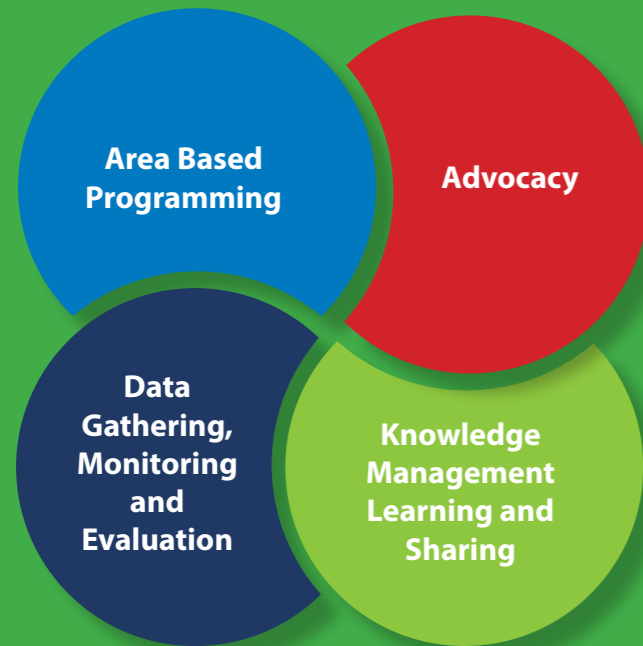 Area Based
Programming
Advocacy
Data
Gathering,
Monitoring
and
Evaluation
Knowledge
Management
Learning and
Sharing